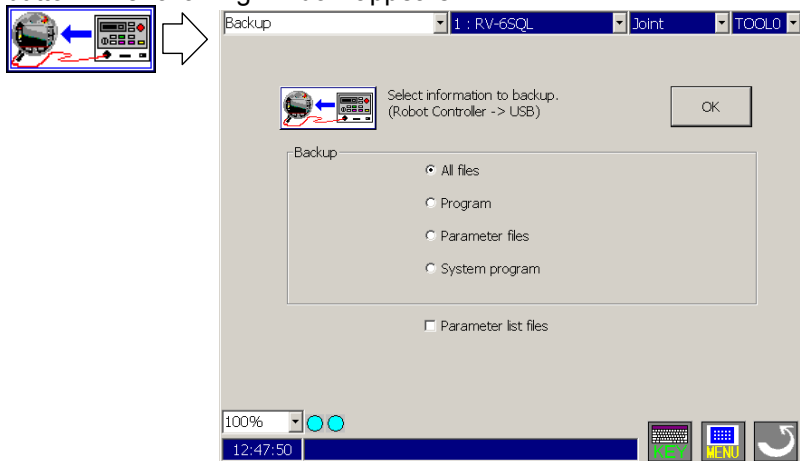 Backup 1 : RV-6SQL Joint TOOL0
Select information to backup.
(Robot Controller -> USB)
OK
Backup
All files
Program
Parameter files
System program
Parameter list files
100%
12:47:50
KEY MENU